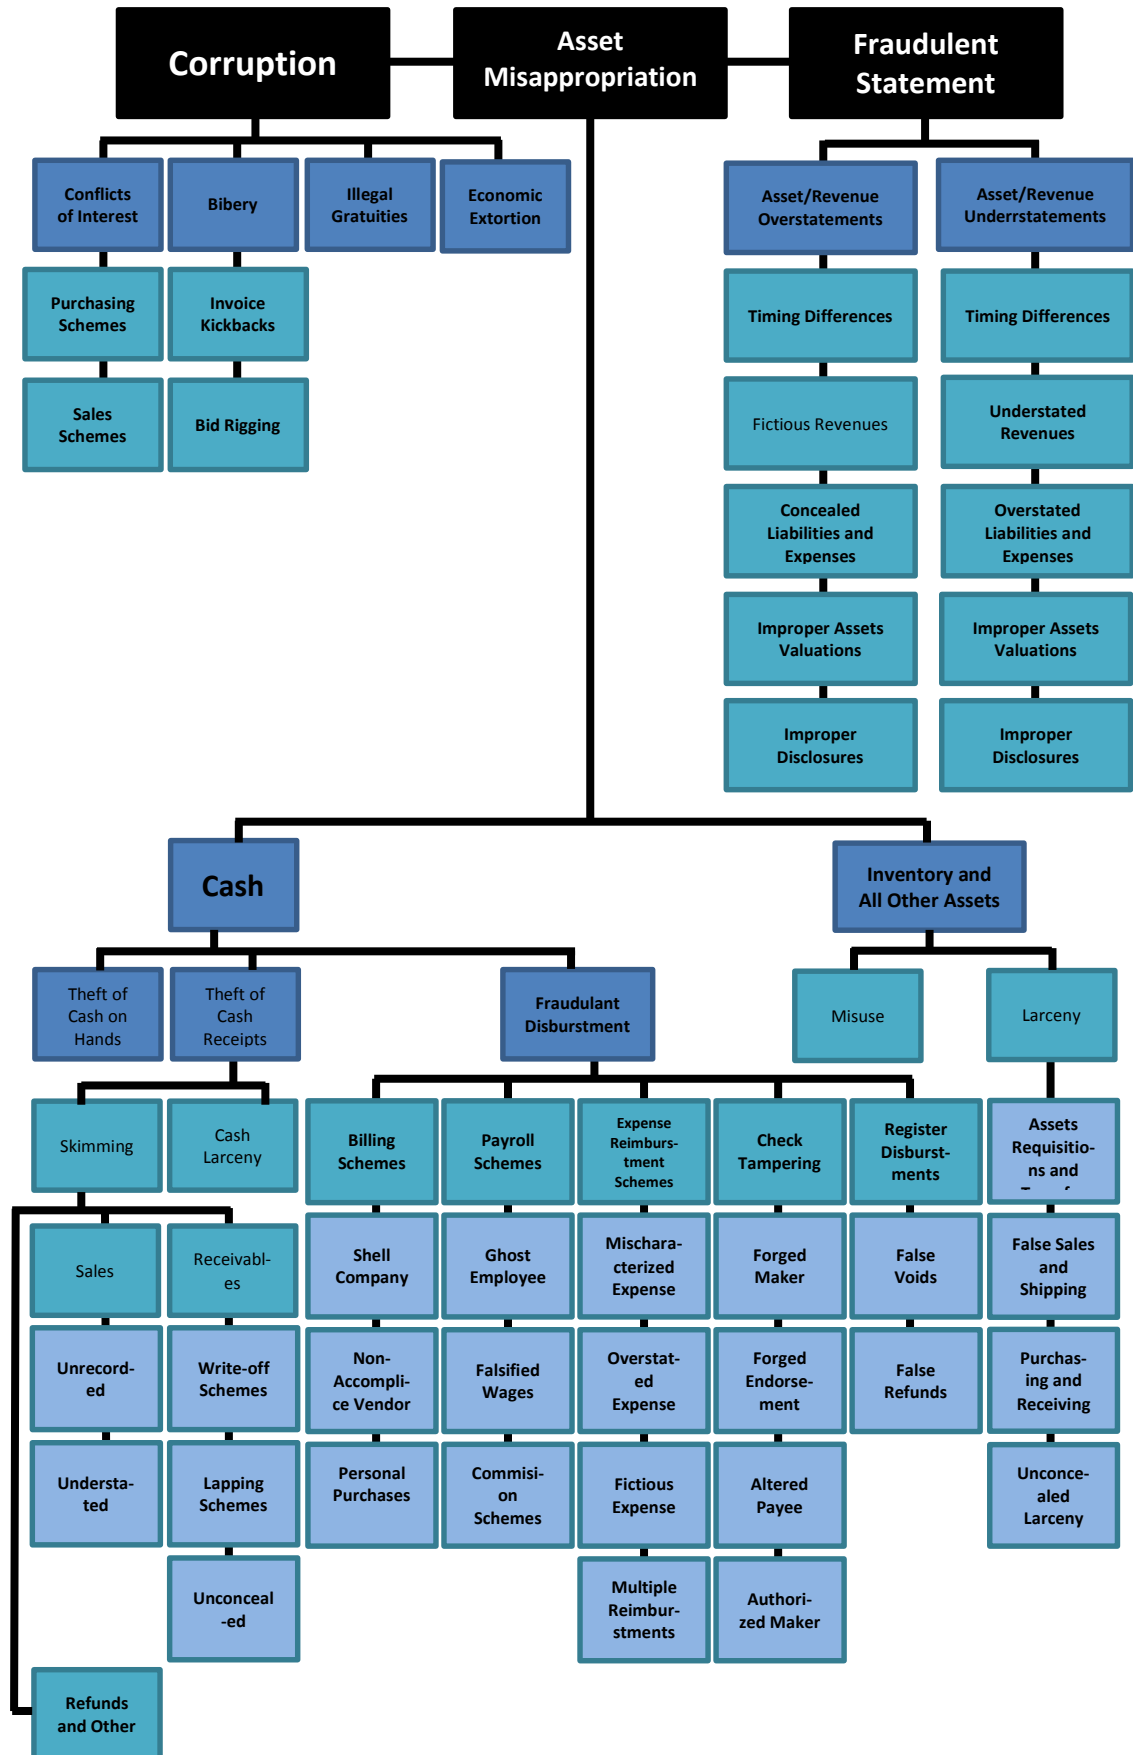 Corruption
Asset
Misappropriation
Fraudulent
Statement
Conflicts
of Interest
Bibery
Illegal
Gratuities
Economic
Extortion
Asset/Revenue
Overstatements
Asset/Revenue
Underrstatements
Purchasing
Schemes
Invoice
Kickbacks
Timing Differences
Timing Differences
Sales
Schemes
Bid Rigging
Fictious Revenues
Understated
Revenues
Concealed
Liabilities and
Expenses
Overstated
Liabilities and
Expenses
Improper Assets
Valuations
Improper Assets
Valuations
Improper
Disclosures
Improper
Disclosures
Cash
Inventory and
All Other Assets
Theft of
Cash on
Hands
Theft of
Cash
Receipts
Fraudulant
Disburstment
Misuse
Larceny
Skimming
Cash
Larceny
Billing
Schemes
Payroll
Schemes
Expense
Reimburs-
tment
Schemes
Check
Tampering
Register
Disburst-
ments
Assets
Requisitio-
ns and
Sales
Receivabl-
es
Shell
Company
Ghost
Employee
Mischara-
cterized
Expense
Forged
Maker
False
Voids
False Sales
and
Shipping
Unrecord-
ed
Write-off
Schemes
Non-
Accompli-
ce Vendor
Falsified
Wages
Overstat-
ed
Expense
Forged
Endorse-
ment
False
Refunds
Purchas-
ing and
Receiving
Understa-
ted
Lapping
Schemes
Personal
Purchases
Commisi-
on
Schemes
Fictious
Expense
Altered
Payee
Unconce-
aled
Larceny
Unconceal
-ed
Multiple
Reimbur-
stments
Authori-
zed Maker
Refunds
and Other